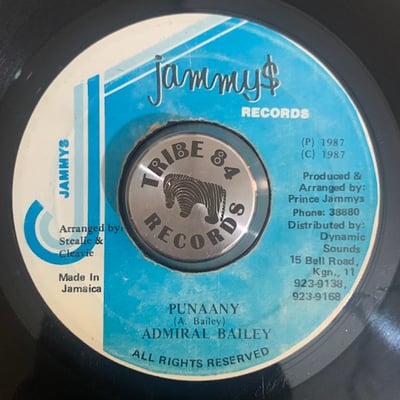 jammy$
RECORDS
JAMMYS
(P) 1987
(C) 1987
Produced &
Arranged by:
Prince Jammys
Phone: 38880
Distributed by:
Dynamic
Sounds
15 Bell Road,
Kgn., 11
923-9138,
923-9168
TRIBE 84
RECORDS
Arranged by:
Stealie &
Cleavie
Made In
Jamaica
PUNAANY
(A. Bailey)
ADMIRAL BAILEY
ALL RIGHTS RESERVED